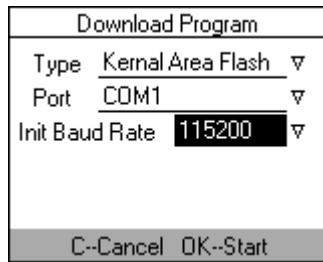 Download Program
Type Kernal Area Flash
Port COM1
Init Baud Rate 115200
C--Cancel OK--Start